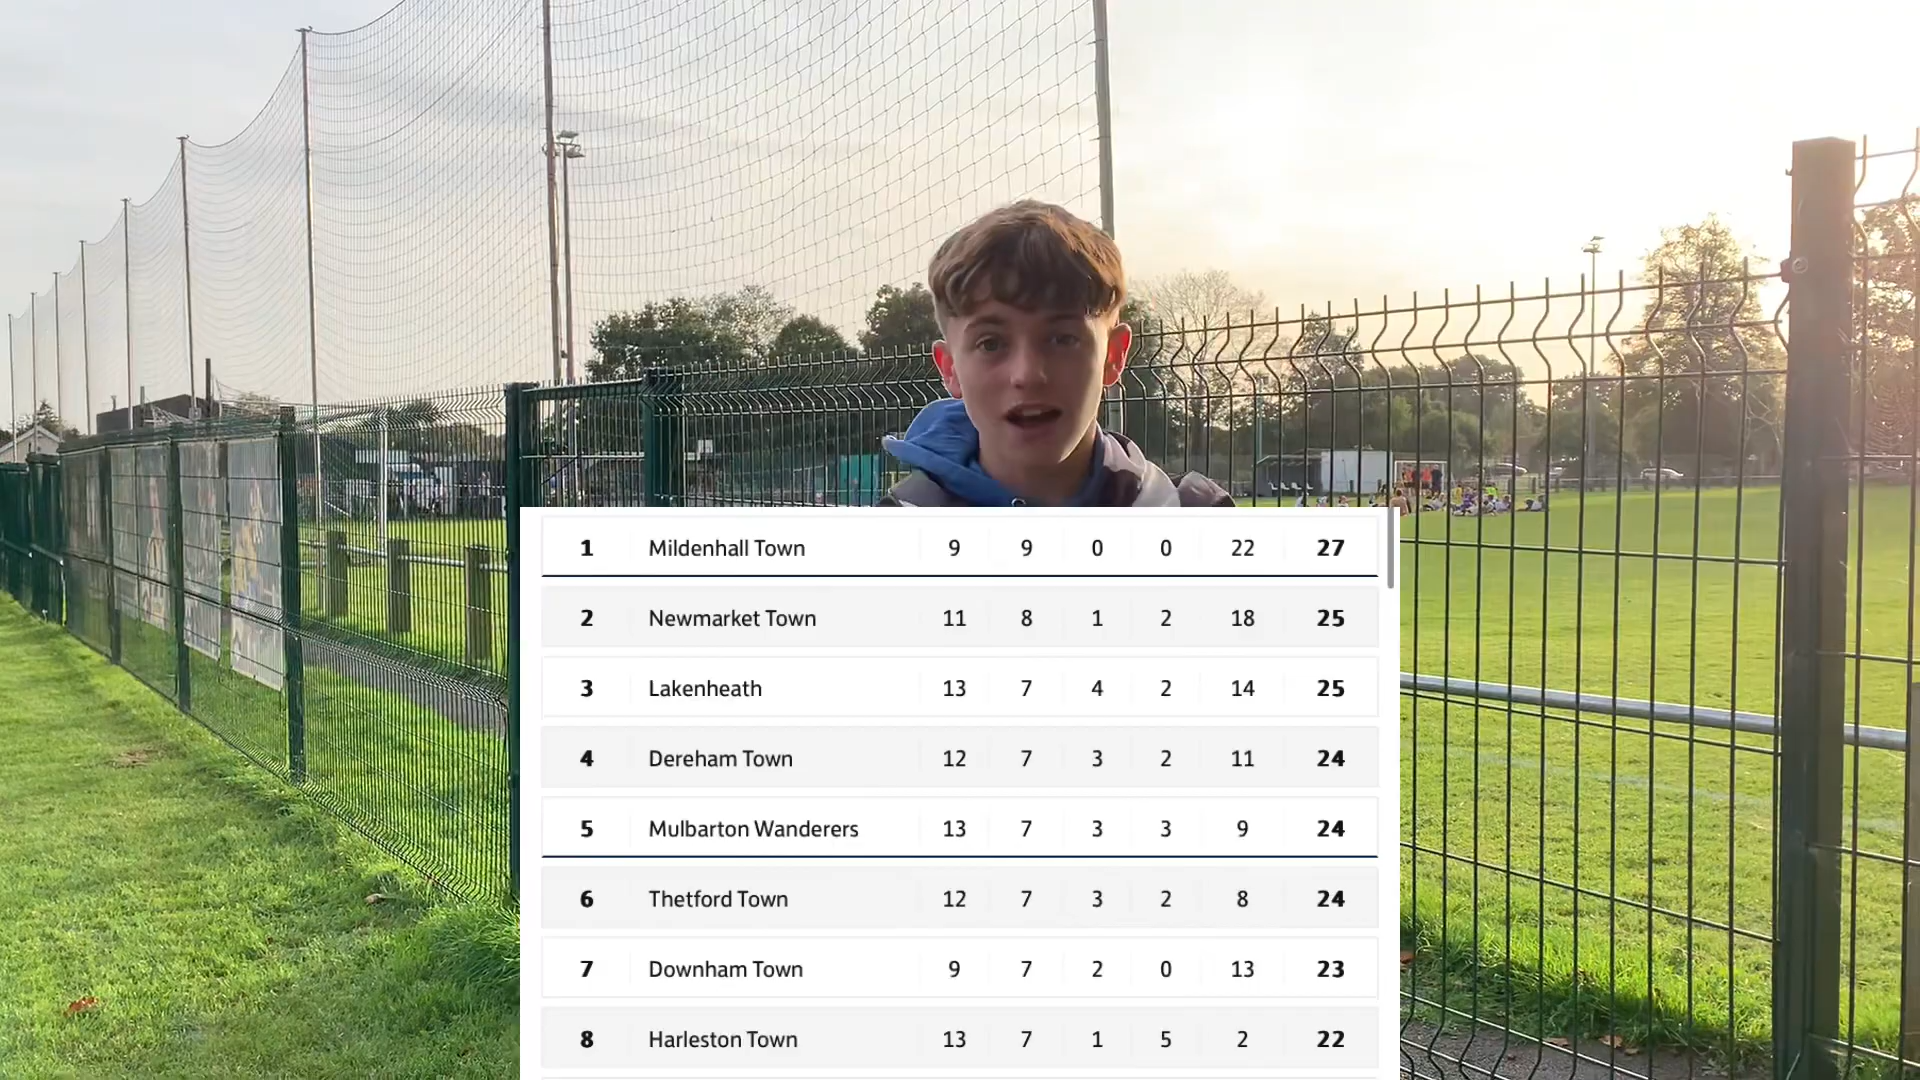 1 Mildenhall Town 9 9 0 0 22 27
2 Newmarket Town 11 8 1 2 18 25
3 Lakenheath 13 7 4 2 14 25
4 Dereham Town 12 7 3 2 11 24
5 Mulbarton Wanderers 13 7 3 3 9 24
6 Thetford Town 12 7 3 2 8 24
7 Downham Town 9 7 2 0 13 23
8 Harleston Town 13 7 1 5 2 22